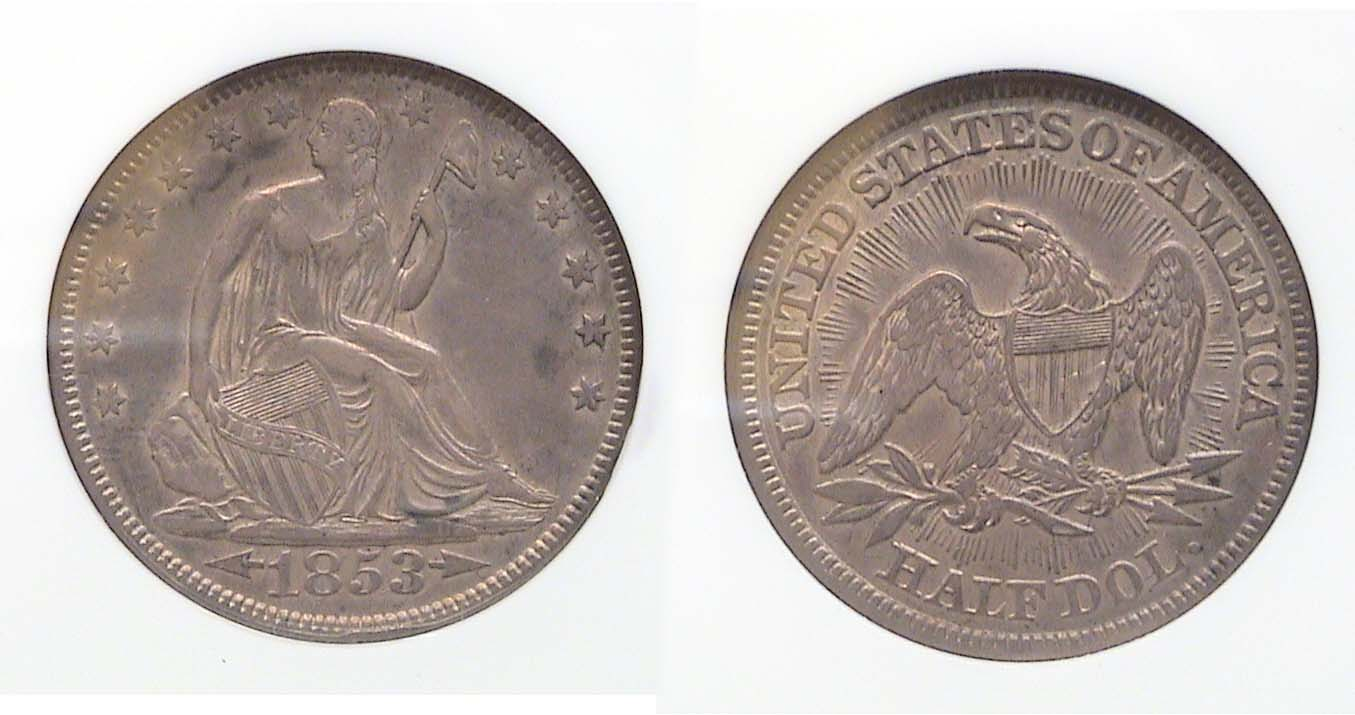 LIBERTY
1853
UNITED STATES OF AMERICA
HALF DOL.